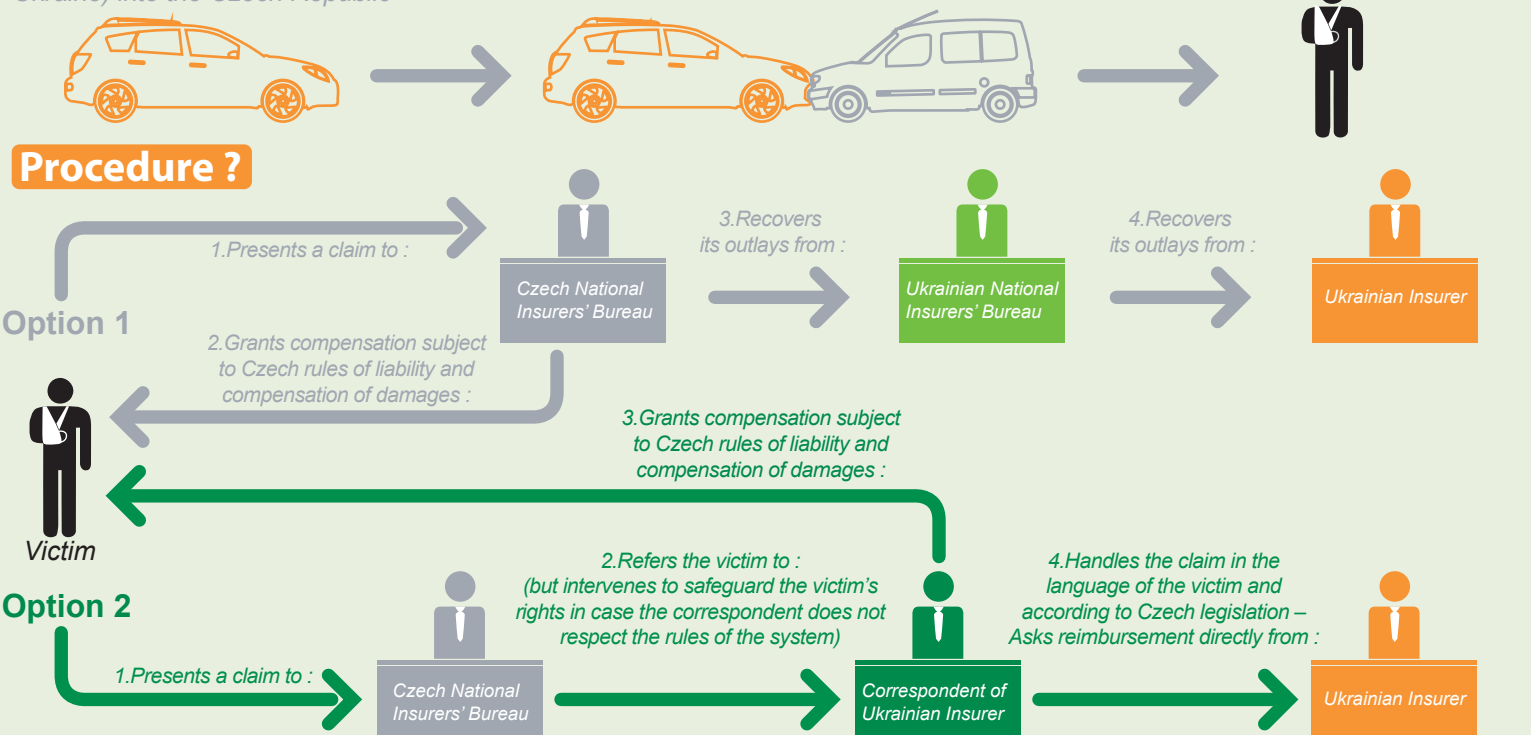 Ukraine) into the Czech Republic
Procedure ?
1.Presents a claim to :
3.Recovers
its outlays from :
4.Recovers
its outlays from :
Czech National
Insurers’ Bureau
Ukrainian National
Insurers’ Bureau
Ukrainian Insurer
Option 1
2.Grants compensation subject
to Czech rules of liability and
compensation of damages :
3.Grants compensation subject
to Czech rules of liability and
compensation of damages :
Victim
Option 2
1.Presents a claim to :
2.Refers the victim to :
(but intervenes to safeguard the victim’s
rights in case the correspondent does not
respect the rules of the system)
4.Handles the claim in the
language of the victim and
according to Czech legislation –
Asks reimbursement directly from :
Czech National
Insurers’ Bureau
Correspondent of
Ukrainian Insurer
Ukrainian Insurer